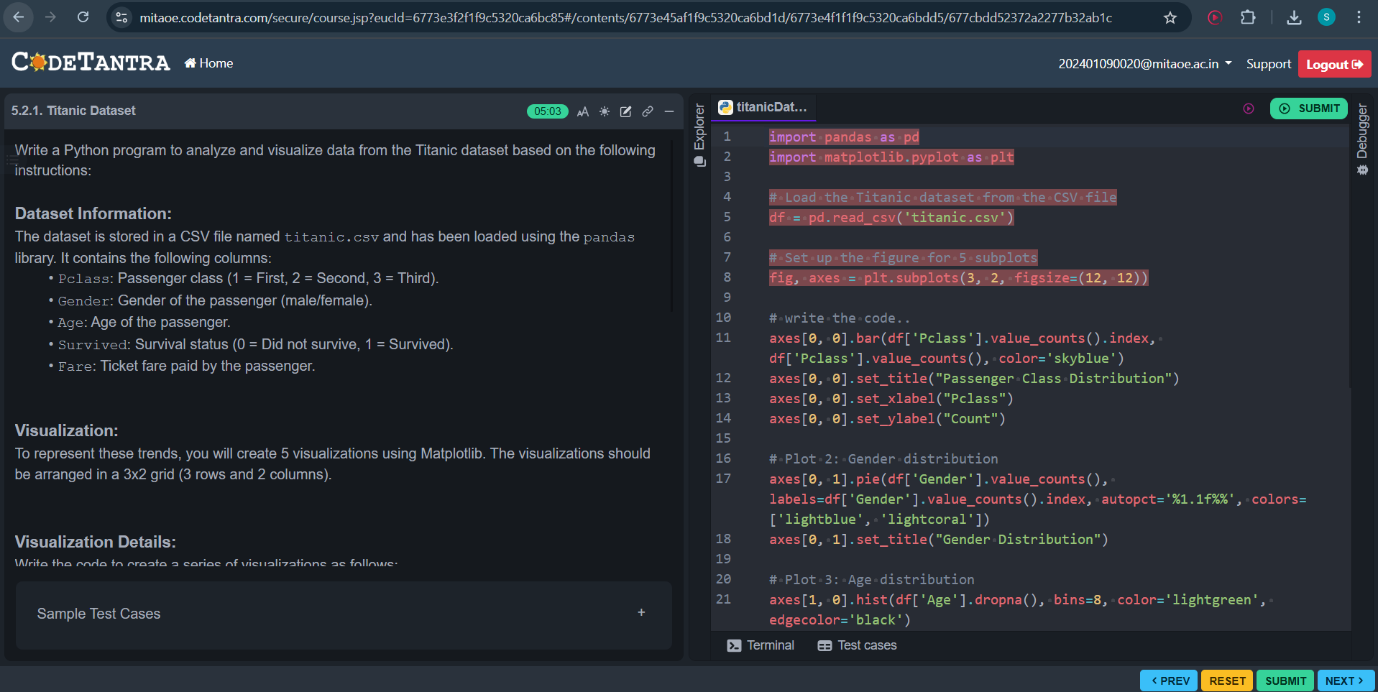 mitaoe.codetantra.com/secure/course.jsp?eucId=6773e3f2f1f9c5320ca6bc85#/contents/6773e45af1f9c5320ca6bd1d/6773e4f1f1f9c5320ca6bdd5/677cbdd52372a2277b32ab1c
S
CODETANTRA
Home
202401090020@mitaoe.ac.in
Support
Logout
5.2.1. Titanic Dataset
05:03
AA
Write a Python program to analyze and visualize data from the Titanic dataset based on the following
instructions:
Dataset Information:
The dataset is stored in a CSV file named titanic.csv and has been loaded using the pandas
library. It contains the following columns:
• Pclass: Passenger class (1 = First, 2 = Second, 3 = Third).
• Gender: Gender of the passenger (male/female).
• Age: Age of the passenger.
• Survived: Survival status (0 = Did not survive, 1 = Survived).
• Fare: Ticket fare paid by the passenger.
Visualization:
To represent these trends, you will create 5 visualizations using Matplotlib. The visualizations should
be arranged in a 3x2 grid (3 rows and 2 columns).
Visualization Details:
Write the code to create a series of visualizations as follows:
Sample Test Cases
+
Explorer
titanicDat...
SUBMIT
Debugger
1 import pandas as pd
2 import matplotlib.pyplot as plt
3
4 # Load the Titanic dataset from the CSV file
5 df = pd.read_csv('titanic.csv')
6
7 # Set up the figure for 5 subplots
8 fig, axes = plt.subplots(3, 2, figsize=(12, 12))
9
10 # write the code..
11 axes[0, 0].bar(df['Pclass'].value_counts().index,
df['Pclass'].value_counts(), color='skyblue')
12 axes[0, 0].set_title("Passenger Class Distribution")
13 axes[0, 0].set_xlabel("Pclass")
14 axes[0, 0].set_ylabel("Count")
15
16 # Plot 2: Gender distribution
17 axes[0, 1].pie(df['Gender'].value_counts(),
labels=df['Gender'].value_counts().index, autopct='%1.1f%%', colors=
['lightblue', 'lightcoral'])
18 axes[0, 1].set_title("Gender Distribution")
19
20 # Plot 3: Age distribution
21 axes[1, 0].hist(df['Age'].dropna(), bins=8, color='lightgreen',
edgecolor='black')
Terminal
Test cases
< PREV
RESET
SUBMIT
NEXT >